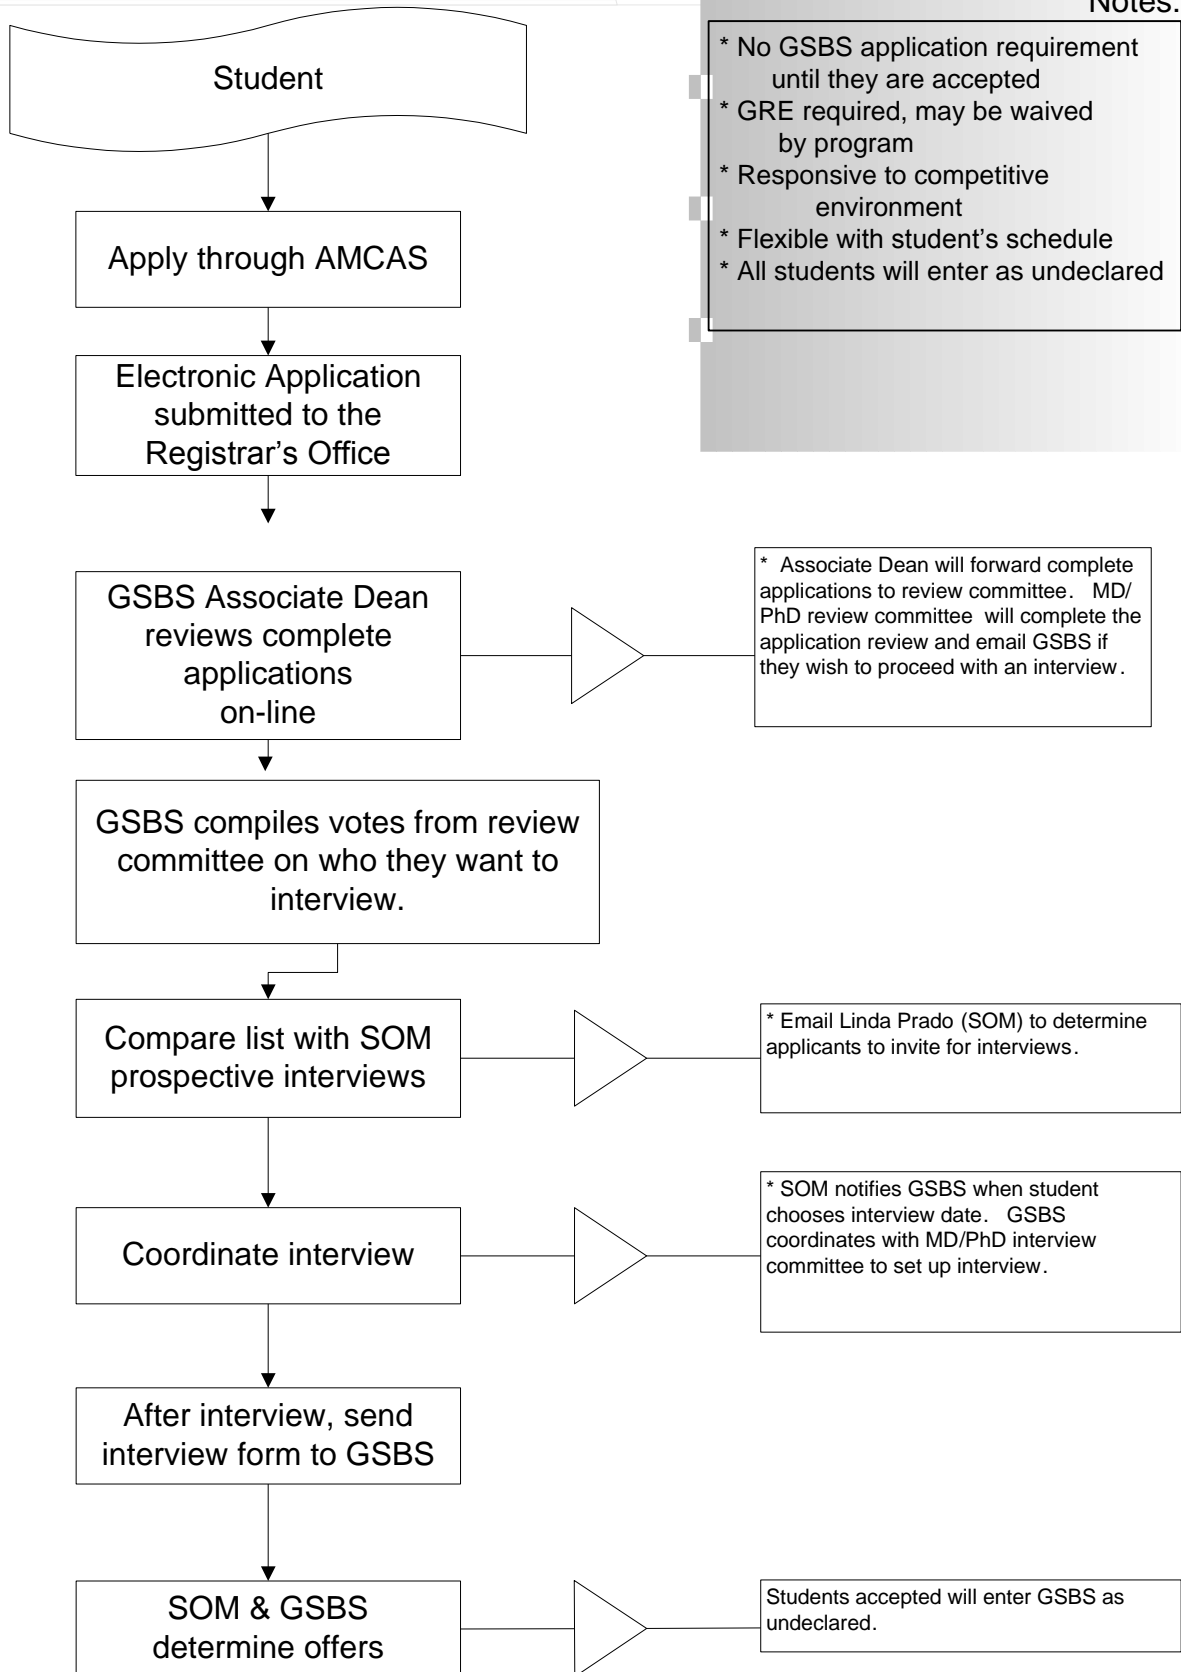 Notes:
* No GSBS application requirement
until they are accepted
* GRE required, may be waived
by program
* Responsive to competitive
environment
* Flexible with student's schedule
* All students will enter as undeclared
Student
Apply through AMCAS
Electronic Application
submitted to the
Registrar’s Office
GSBS Associate Dean
reviews complete
applications
on-line
* Associate Dean will forward complete
applications to review committee. MD/
PhD review committee will complete the
application review and email GSBS if
they wish to proceed with an interview.
GSBS compiles votes from review
committee on who they want to
interview.
Compare list with SOM
prospective interviews
* Email Linda Prado (SOM) to determine
applicants to invite for interviews.
Coordinate interview
* SOM notifies GSBS when student
chooses interview date. GSBS
coordinates with MD/PhD interview
committee to set up interview.
After interview, send
interview form to GSBS
SOM & GSBS
determine offers
Students accepted will enter GSBS as
undeclared.